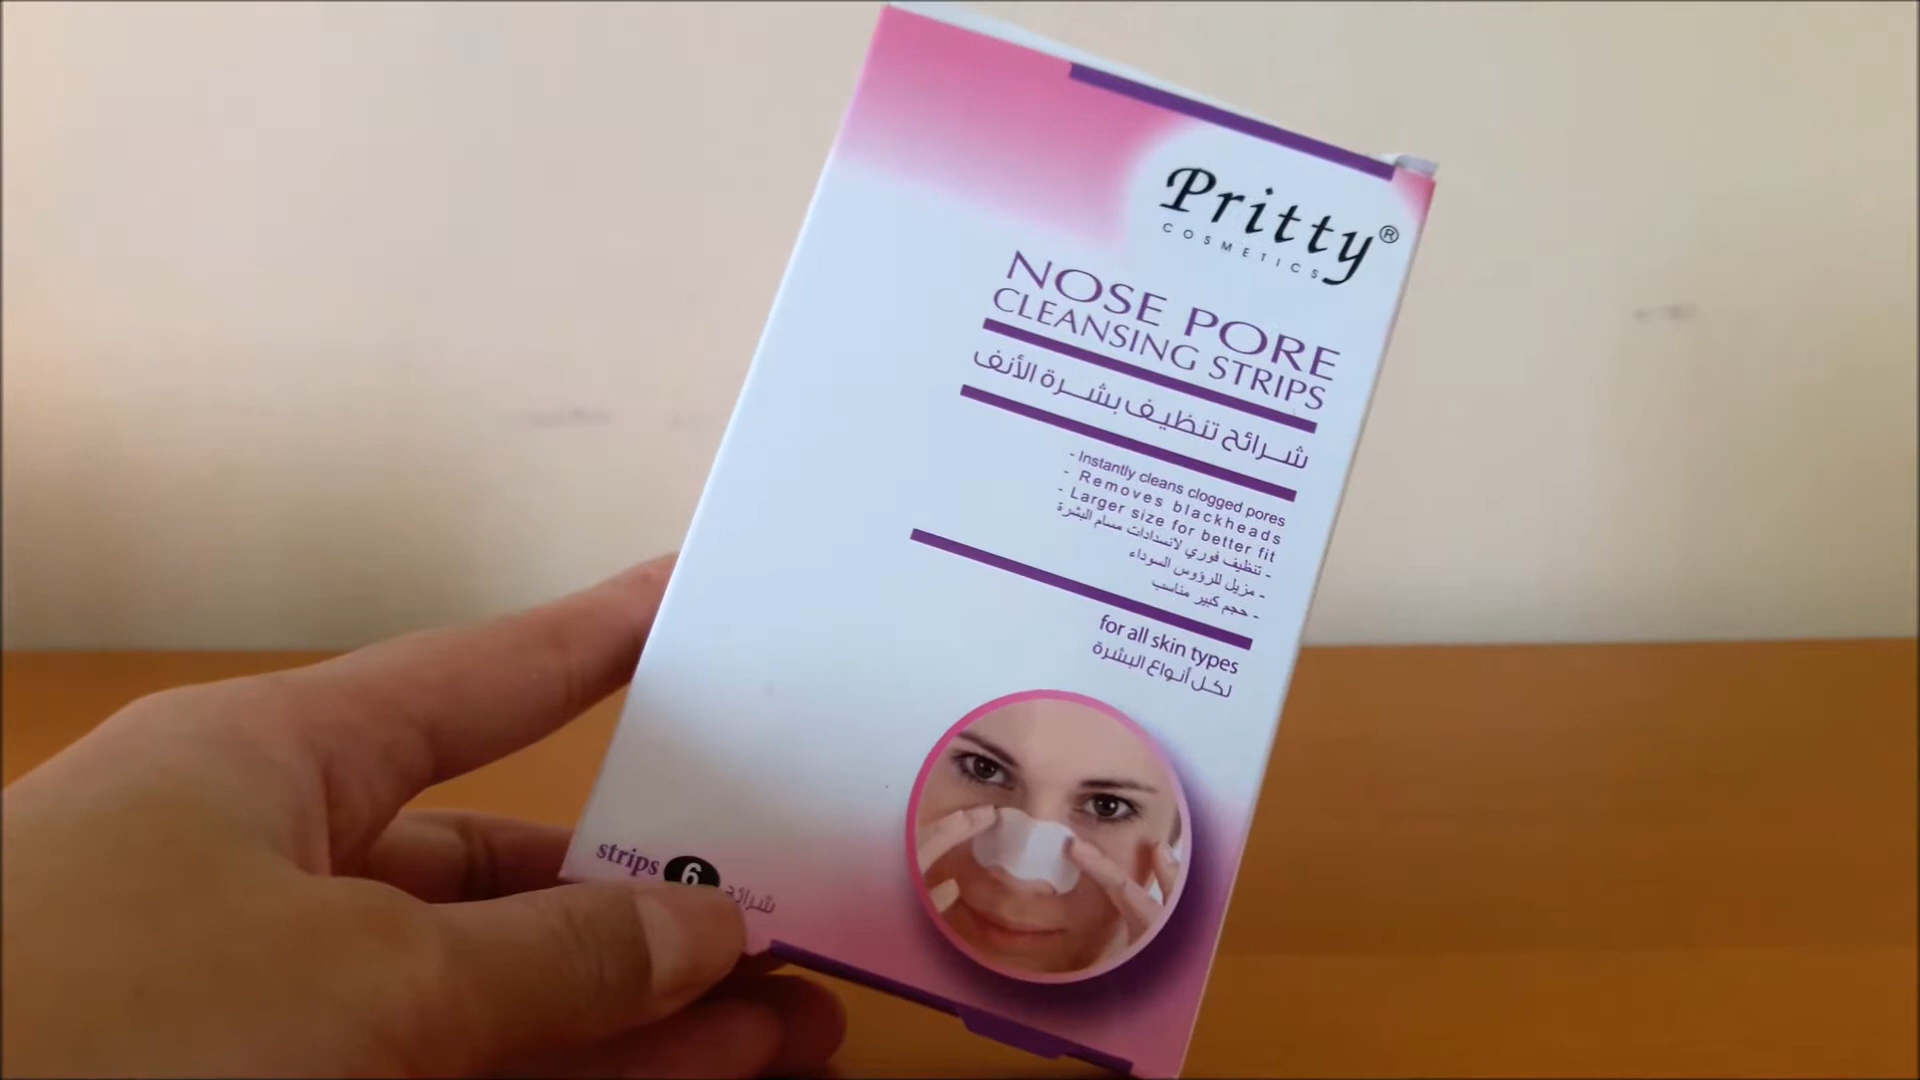 Pritty®
COSMETICS
NOSE PORE
CLEANSING STRIPS
شرائح تنظيف بشرة الأنف
- Instantly cleans clogged pores
- Removes blackheads
- Larger size for better fit
- تنظيف فوري لانسدادات مسام البشرة
- مزيل للرؤوس السوداء
- حجم كبير مناسب
for all skin types
لكل أنواع البشرة
strips 6 شرائح